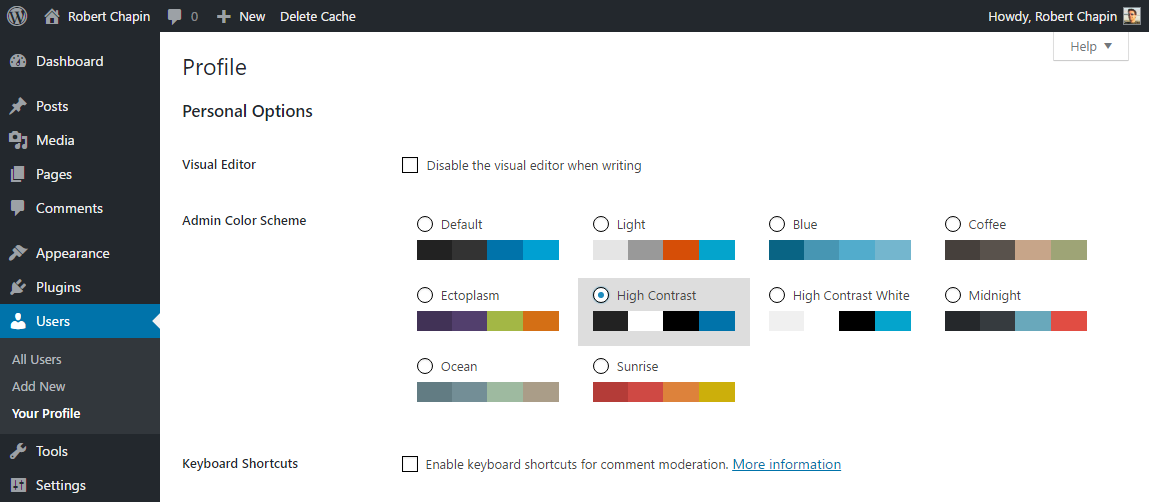 Robert Chapin 0 New Delete Cache Howdy, Robert Chapin
Help
Dashboard
Posts
Media
Pages
Comments
Appearance
Plugins
Users
All Users
Add New
Your Profile
Tools
Settings
Profile
Personal Options
Visual Editor Disable the visual editor when writing
Admin Color Scheme
Default Light Blue Coffee
Ectoplasm High Contrast High Contrast White Midnight
Ocean Sunrise
Keyboard Shortcuts Enable keyboard shortcuts for comment moderation. More information